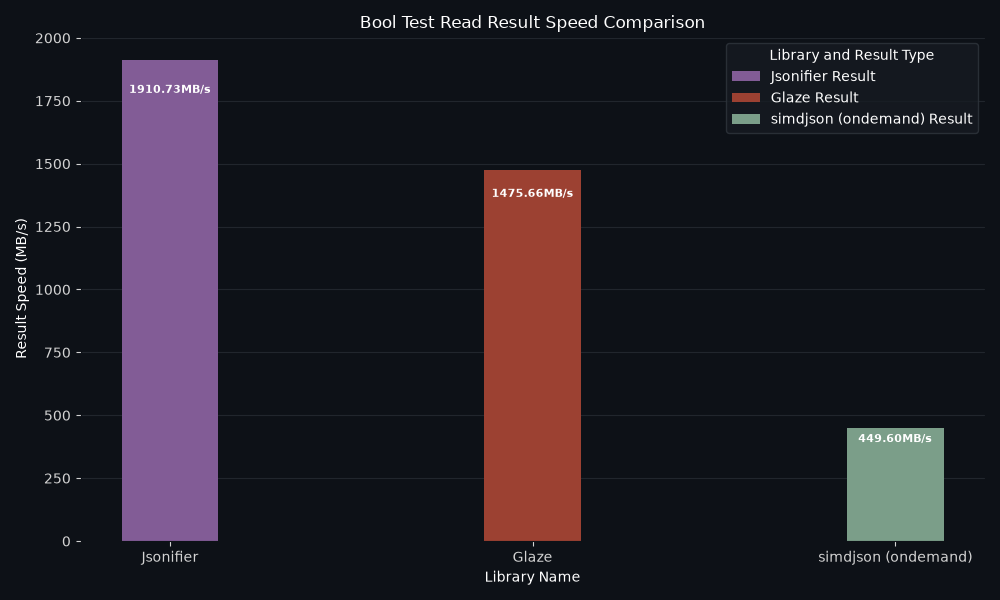 Bool Test Read Result Speed Comparison
Library and Result Type
Jsonifier Result
Glaze Result
simdjson (ondemand) Result
Result Speed (MB/s)
2000
1750
1500
1250
1000
750
500
250
0
1910.73MB/s
1475.66MB/s
449.60MB/s
Jsonifier
Glaze
simdjson (ondemand)
Library Name